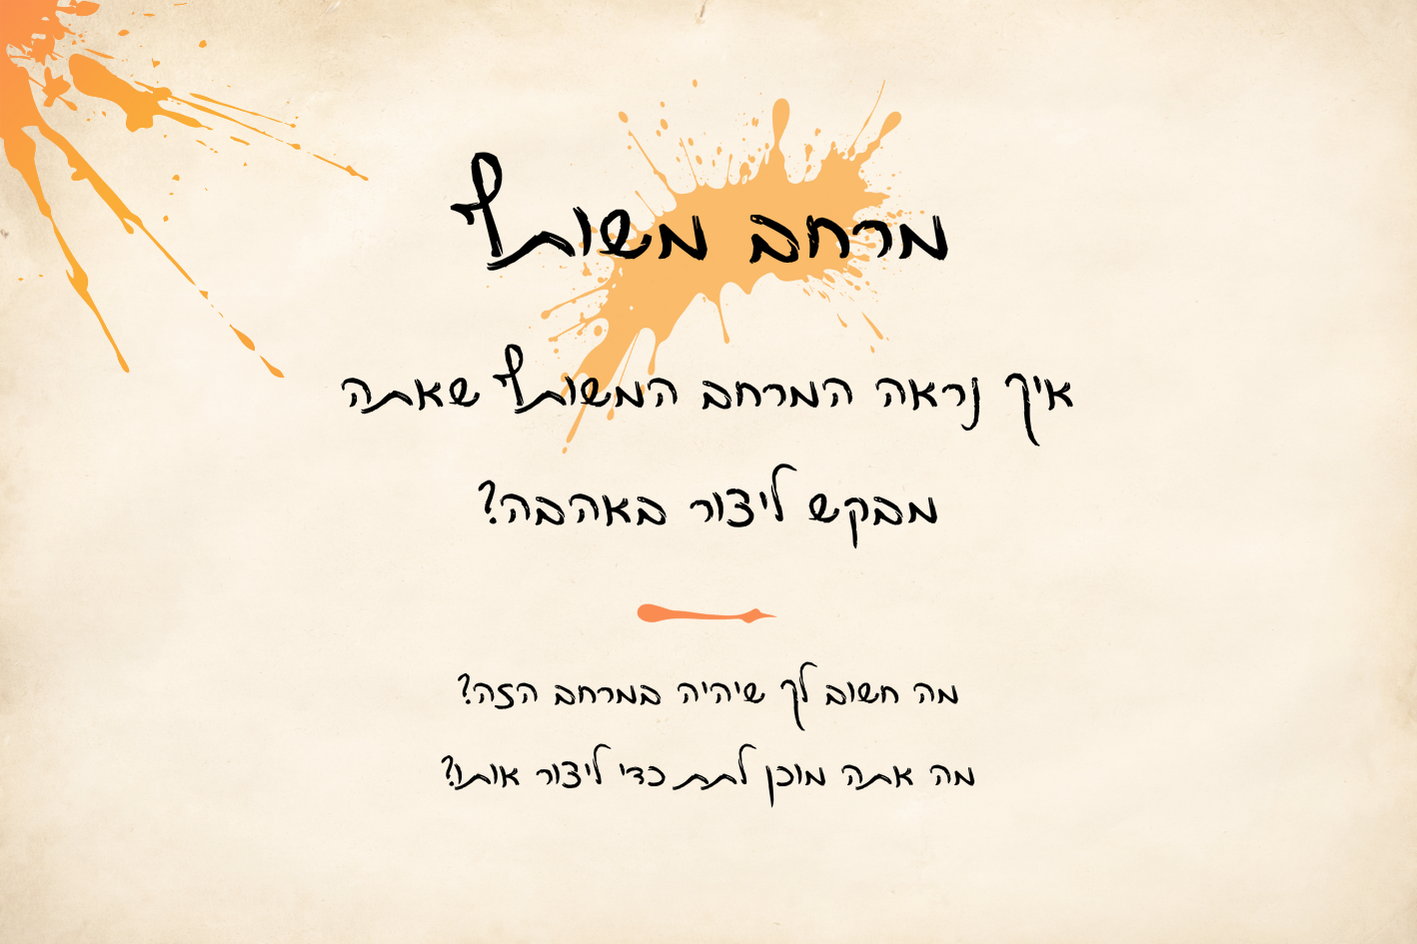 מרחב משותף
איך נראה המרחב המשותף שאתה
מבקש ליצור באהבה?
מה חשוב לך שיהיה במרחב הזה?
מה אתה מוכן לתת כדי ליצור אותו?